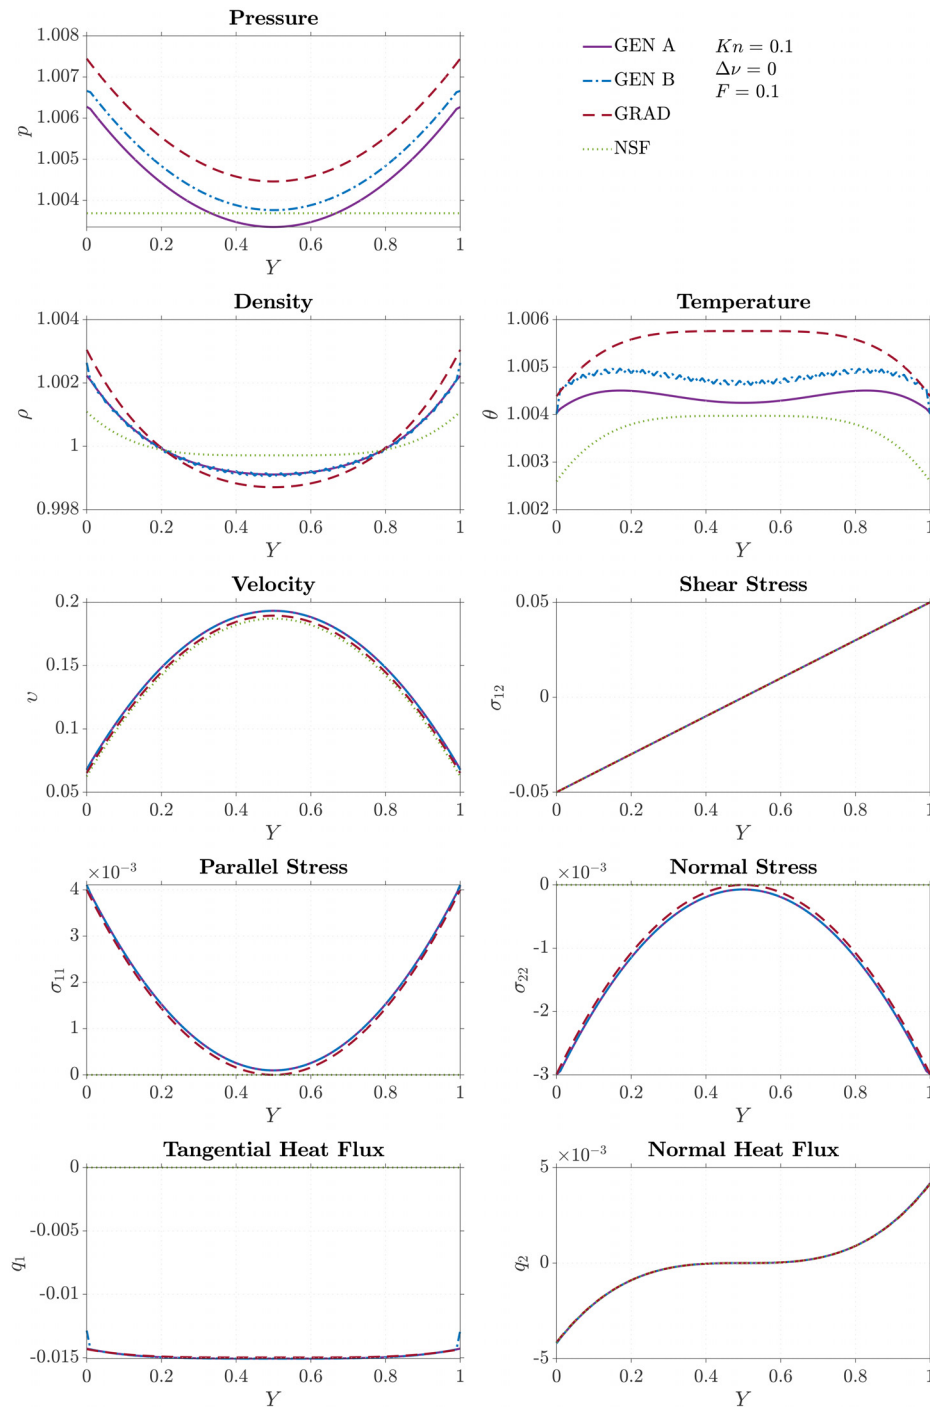 Pressure
1.008
1.007
1.006
1.005
1.004
p
0 0.2 0.4 0.6 0.8 1
Y
GEN A
GEN B
GRAD
NSF
Kn = 0.1
Δν = 0
F = 0.1
Density
1.004
1.002
1
0.998
ρ
0 0.2 0.4 0.6 0.8 1
Y
Temperature
1.006
1.005
1.004
1.003
1.002
θ
0 0.2 0.4 0.6 0.8 1
Y
Velocity
0.2
0.15
0.1
0.05
v
0 0.2 0.4 0.6 0.8 1
Y
Shear Stress
0.05
0
-0.05
σ₁₂
0 0.2 0.4 0.6 0.8 1
Y
Parallel Stress
×10⁻³
4
3
2
1
0
σ₁₁
0 0.2 0.4 0.6 0.8 1
Y
Normal Stress
×10⁻³
0
-1
-2
-3
σ₂₂
0 0.2 0.4 0.6 0.8 1
Y
Tangential Heat Flux
0
-0.005
-0.01
-0.015
q₁
0 0.2 0.4 0.6 0.8 1
Y
Normal Heat Flux
×10⁻³
5
0
-5
q₂
0 0.2 0.4 0.6 0.8 1
Y